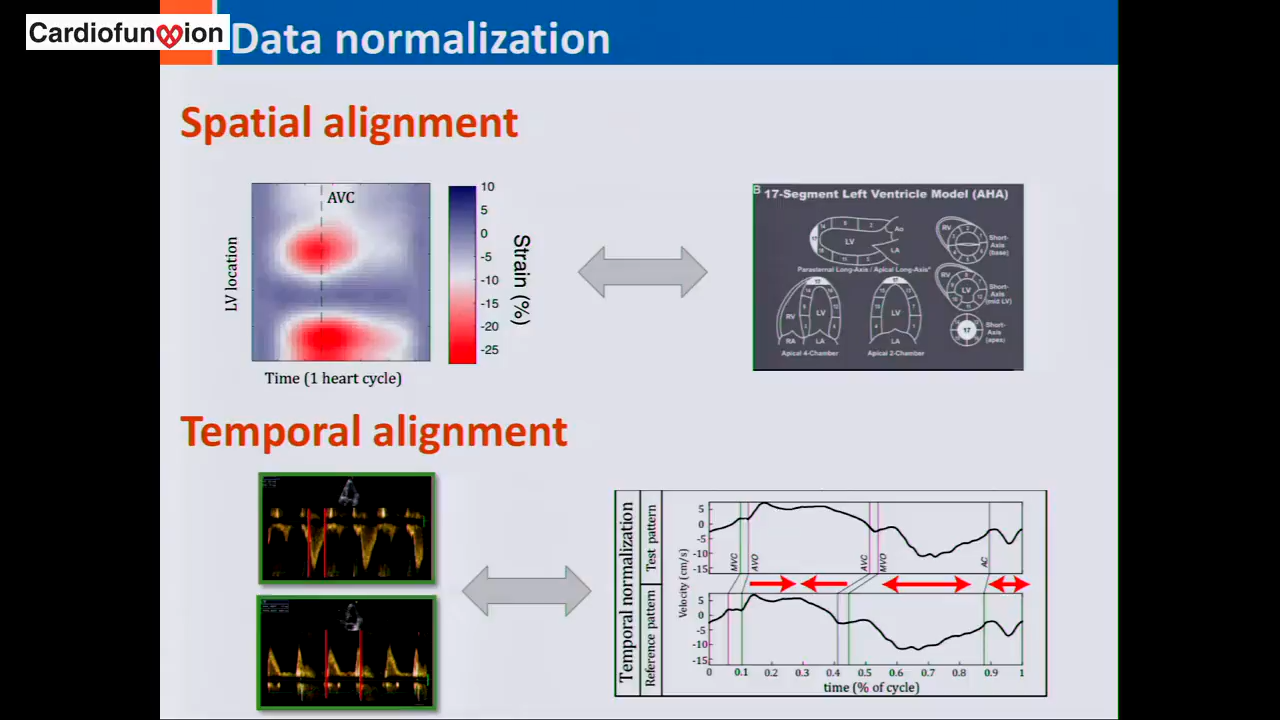 Cardiofunxion
Data normalization
Spatial alignment
AVC
LV location
Time (1 heart cycle)
10
5
0
-5
-10
-15
-20
-25
Strain (%)
B 17-Segment Left Ventricle Model (AHA)
LV
Ao
LA
Parasternal Long-Axis / Apical Long-Axis*
RV
Short-Axis (base)
RV
LV
Short-Axis (mid LV)
17
Short-Axis (apex)
17
RV
LV
RA
LA
Apical 4-Chamber
17
LV
LA
Apical 2-Chamber
Temporal alignment
Temporal normalization
Test pattern
Reference pattern
Velocity (cm/s)
5
0
-5
-10
-15
MVC
AVO
AVC
MVO
AC
5
0
-5
-10
-15
0 0.1 0.2 0.3 0.4 0.5 0.6 0.7 0.8 0.9 1
time (% of cycle)